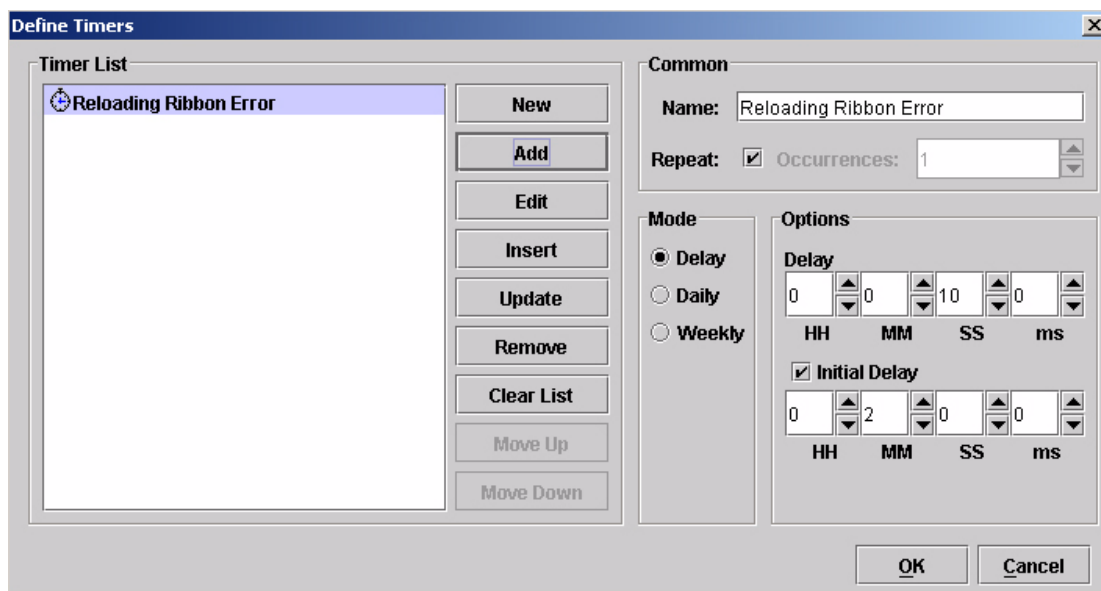 Define Timers
Timer List
Reloading Ribbon Error
New
Add
Edit
Insert
Update
Remove
Clear List
Move Up
Move Down
Common
Name: Reloading Ribbon Error
Repeat: Occurrences: 1
Mode
Delay
Daily
Weekly
Options
Delay
0 0 10 0
HH MM SS ms
Initial Delay
0 2 0 0
HH MM SS ms
OK Cancel